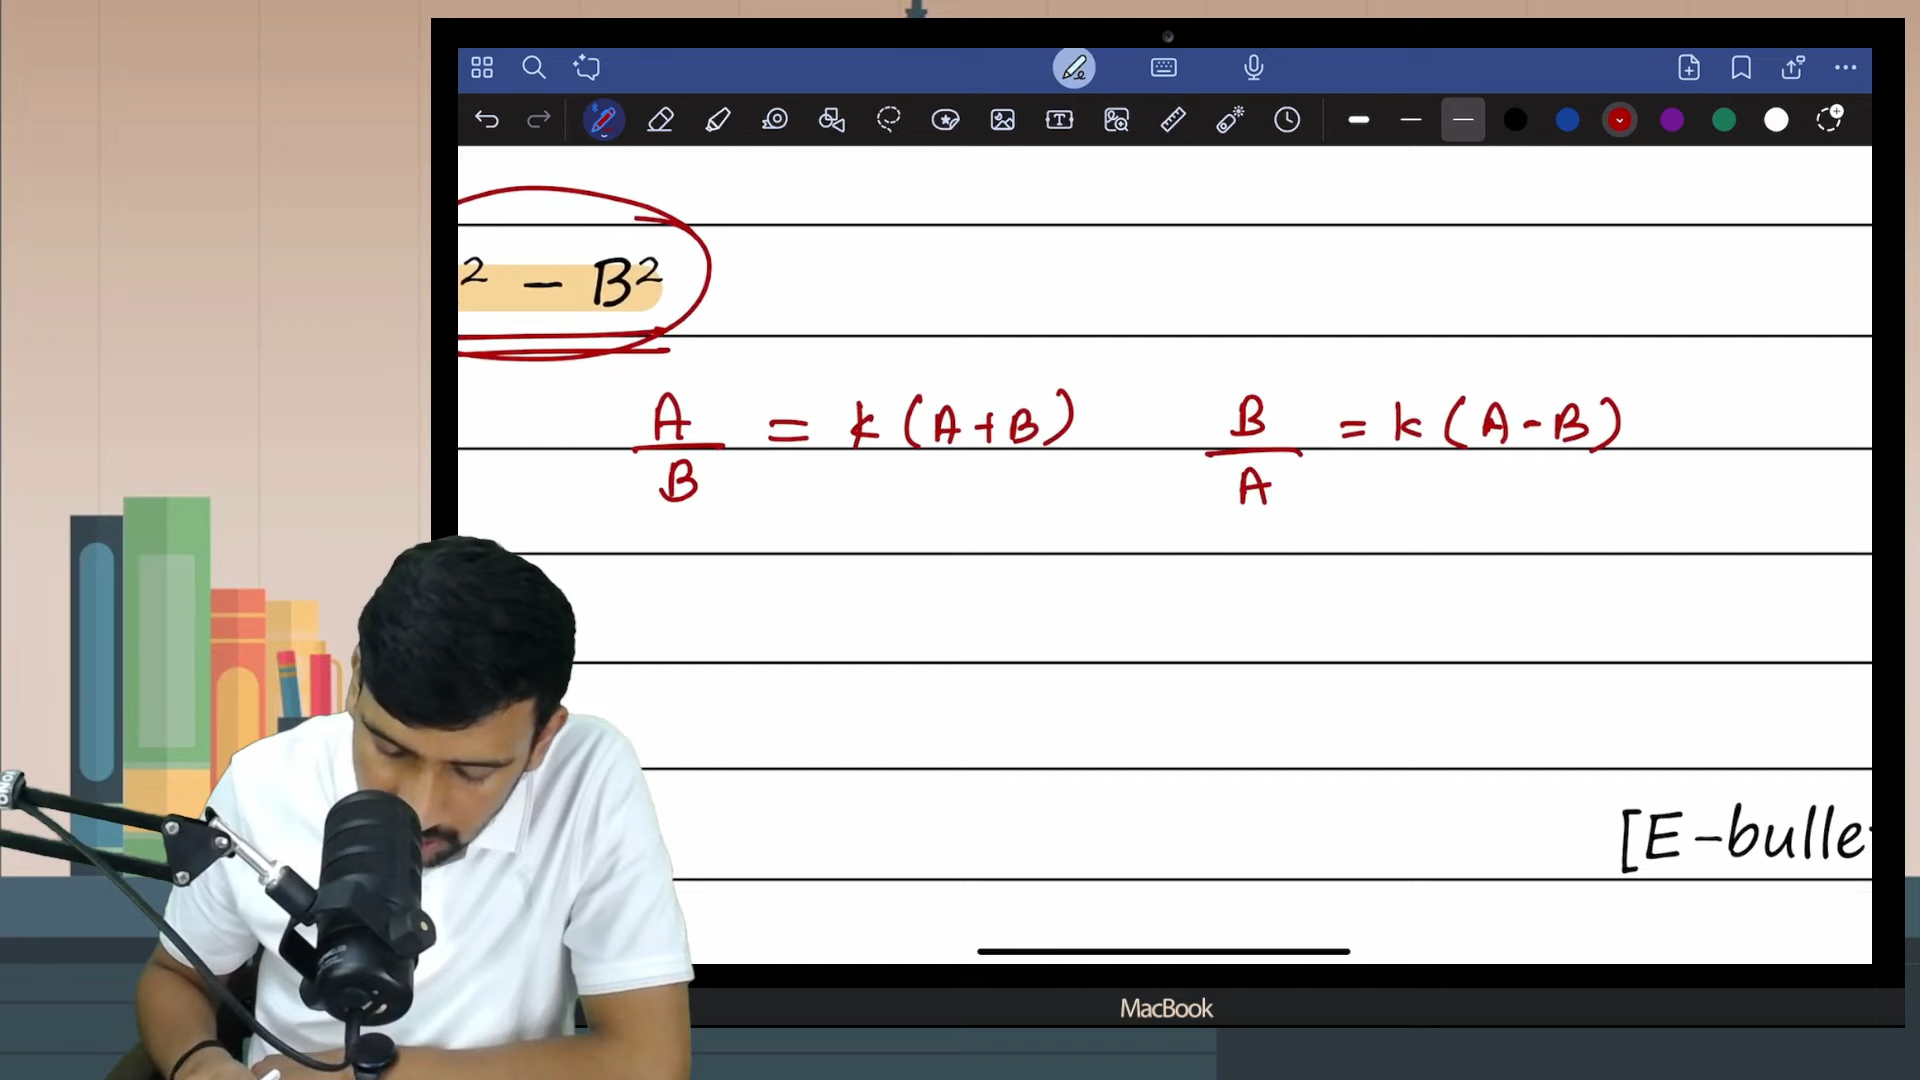 ² - B²
A/B = k(A+B) B/A = k(A-B)
[E-bulle
MacBook